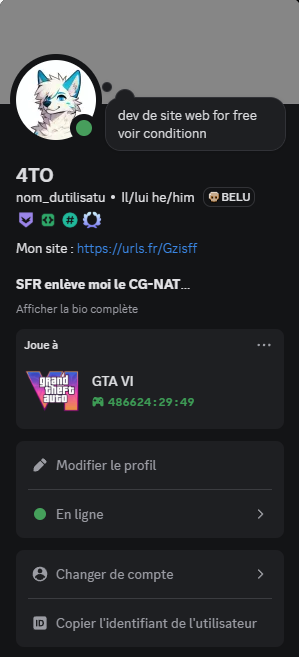 dev de site web for free
voir conditionn
4TO
nom_dutilisatu • Il/lui he/him BELU
#
Mon site : https://urls.fr/Gzisff
SFR enlève moi le CG-NAT...
Afficher la bio complète
Joue à
grand theft auto VI
GTA VI
486624:29:49
Modifier le profil
En ligne
Changer de compte
ID Copier l'identifiant de l'utilisateur